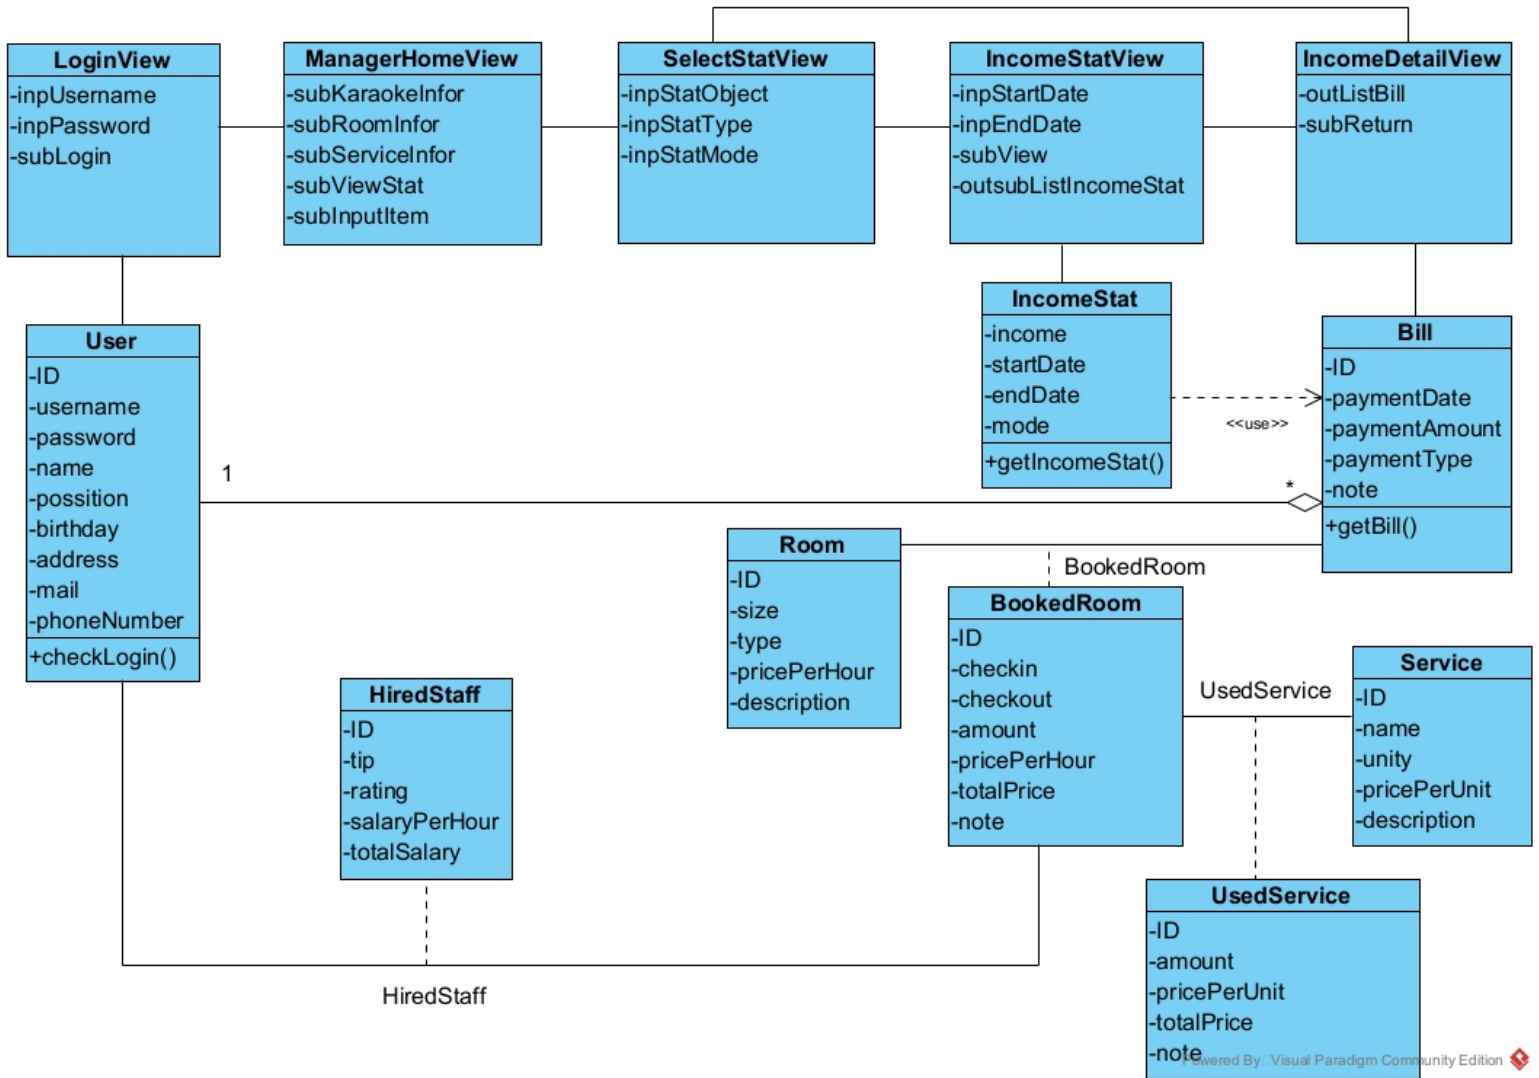 LoginView
-inpUsername
-inpPassword
-subLogin
ManagerHomeView
-subKaraokeInfor
-subRoomInfor
-subServiceInfor
-subViewStat
-subInputItem
SelectStatView
-inpStatObject
-inpStatType
-inpStatMode
IncomeStatView
-inpStartDate
-inpEndDate
-subView
-outsubListIncomeStat
IncomeDetailView
-outListBill
-subReturn
User
-ID
-username
-password
-name
-possition
-birthday
-address
-mail
-phoneNumber
+checkLogin()
1
IncomeStat
-income
-startDate
-endDate
-mode
+getIncomeStat()
<<use>>
*
Bill
-ID
-paymentDate
-paymentAmount
-paymentType
-note
+getBill()
Room
-ID
-size
-type
-pricePerHour
-description
BookedRoom
BookedRoom
-ID
-checkin
-checkout
-amount
-pricePerHour
-totalPrice
-note
UsedService
Service
-ID
-name
-unity
-pricePerUnit
-description
HiredStaff
-ID
-tip
-rating
-salaryPerHour
-totalSalary
HiredStaff
UsedService
-ID
-amount
-pricePerUnit
-totalPrice
-note
Powered By Visual Paradigm Community Edition